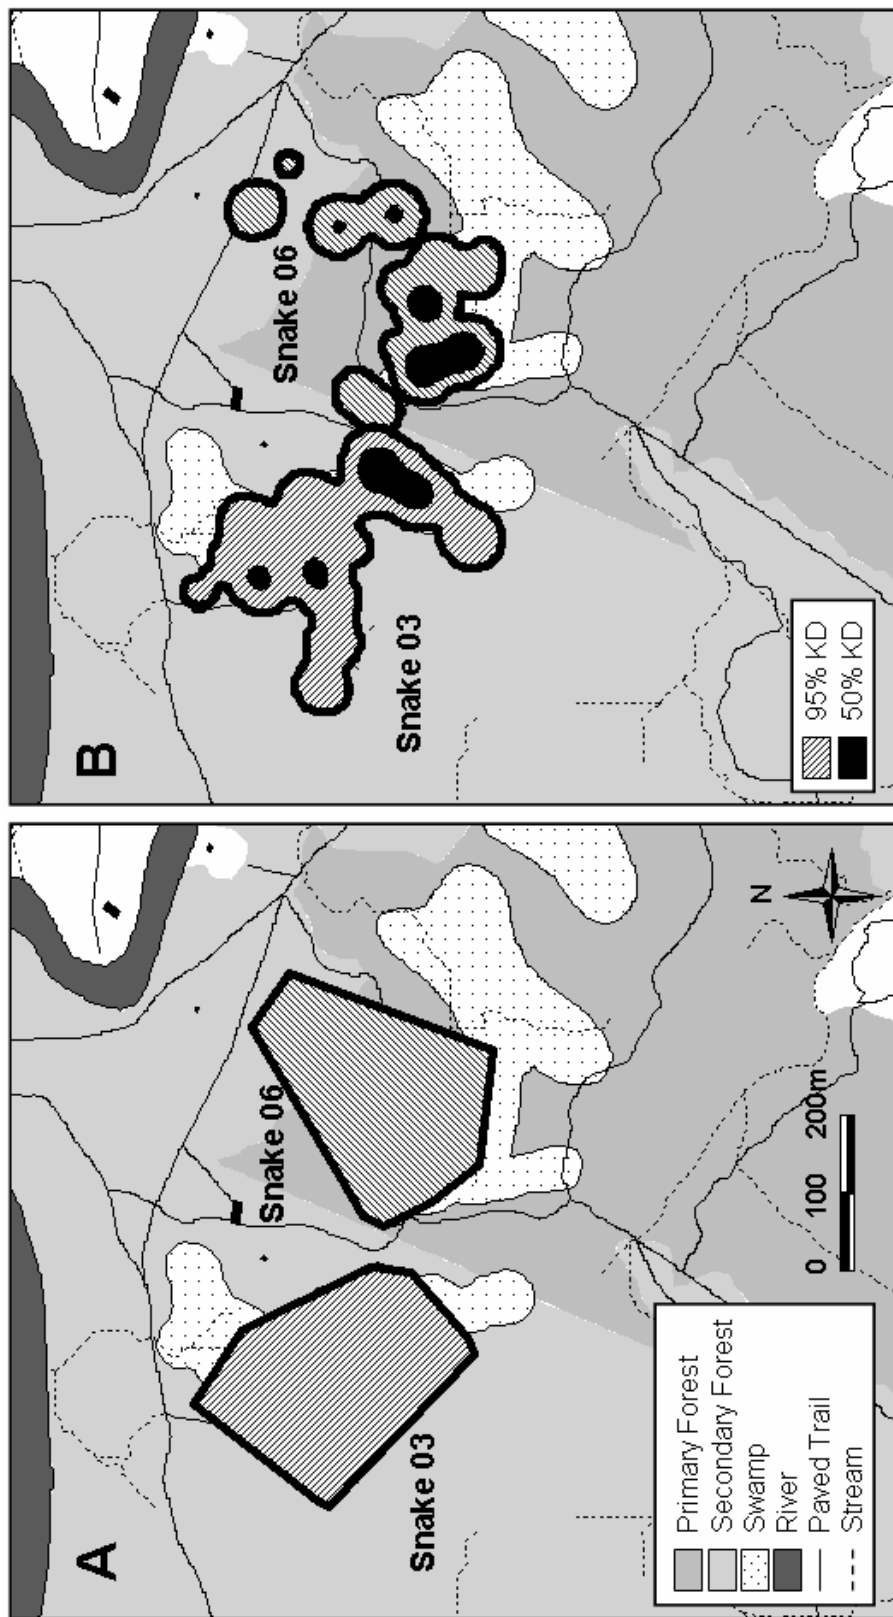 A
Snake 03
Snake 06
Primary Forest
Secondary Forest
Swamp
River
Paved Trail
Stream
0 100 200m
N
B
Snake 03
Snake 06
95% KD
50% KD